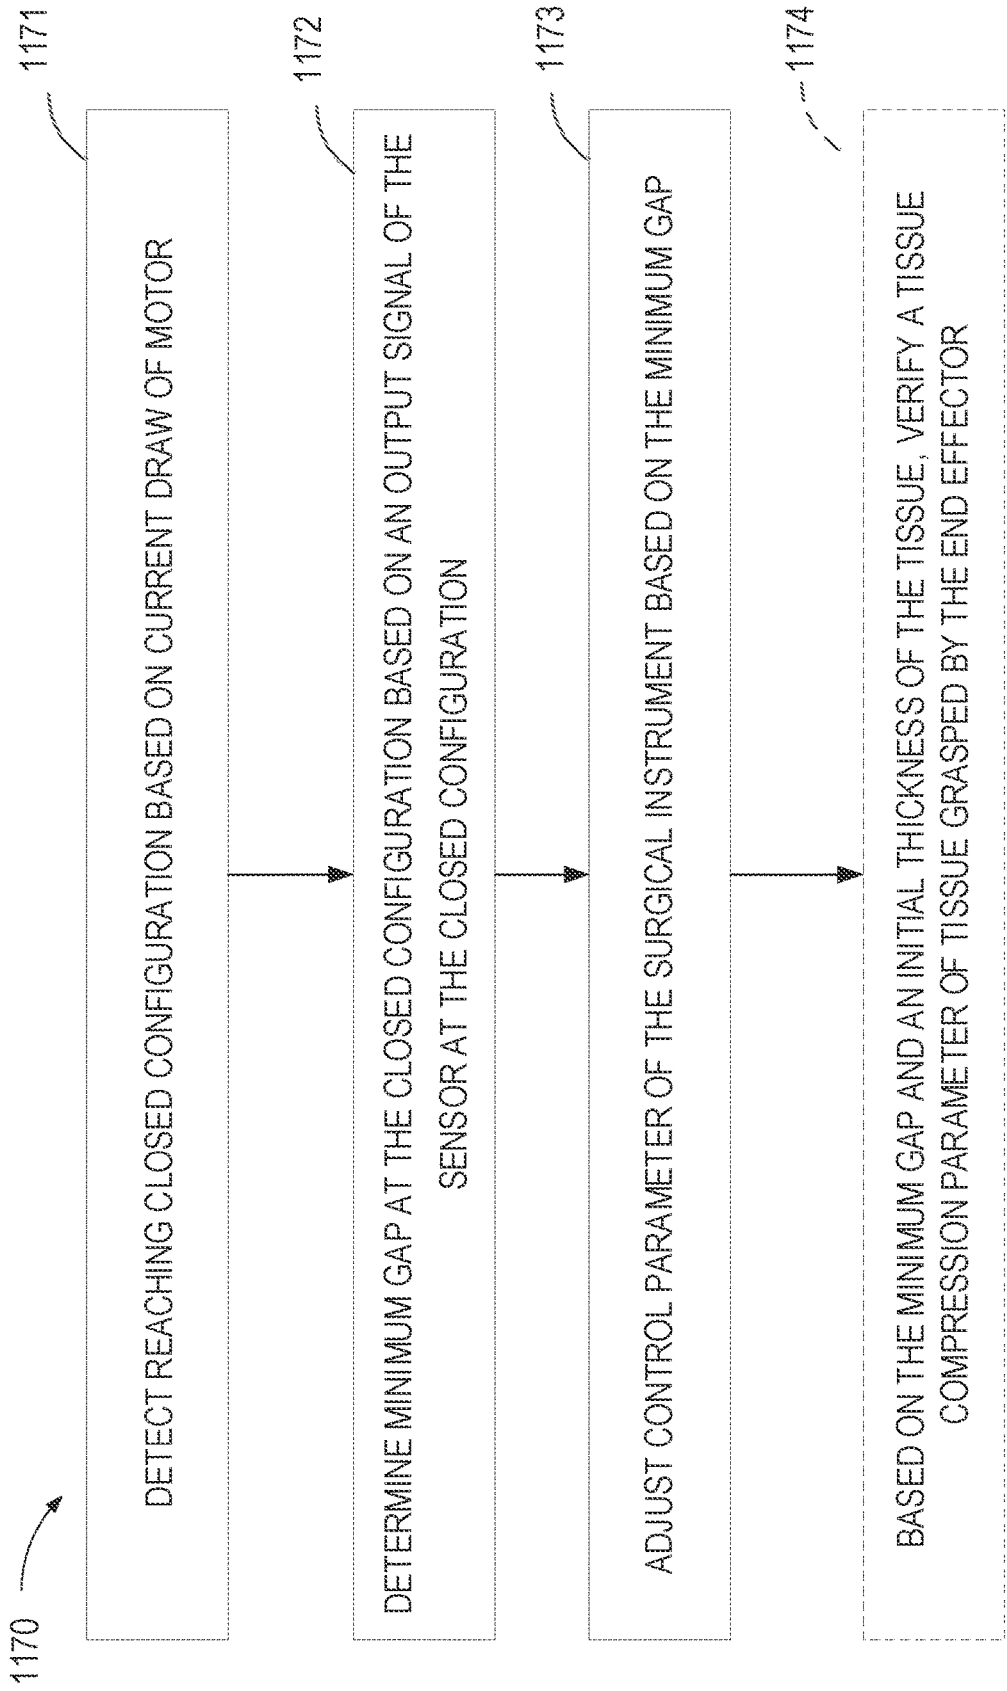 1170
1171
DETECT REACHING CLOSED CONFIGURATION BASED ON CURRENT DRAW OF MOTOR
1172
DETERMINE MINIMUM GAP AT THE CLOSED CONFIGURATION BASED ON AN OUTPUT SIGNAL OF THE
SENSOR AT THE CLOSED CONFIGURATION
1173
ADJUST CONTROL PARAMETER OF THE SURGICAL INSTRUMENT BASED ON THE MINIMUM GAP
1174
BASED ON THE MINIMUM GAP AND AN INITIAL THICKNESS OF THE TISSUE, VERIFY A TISSUE
COMPRESSION PARAMETER OF TISSUE GRASPED BY THE END EFFECTOR